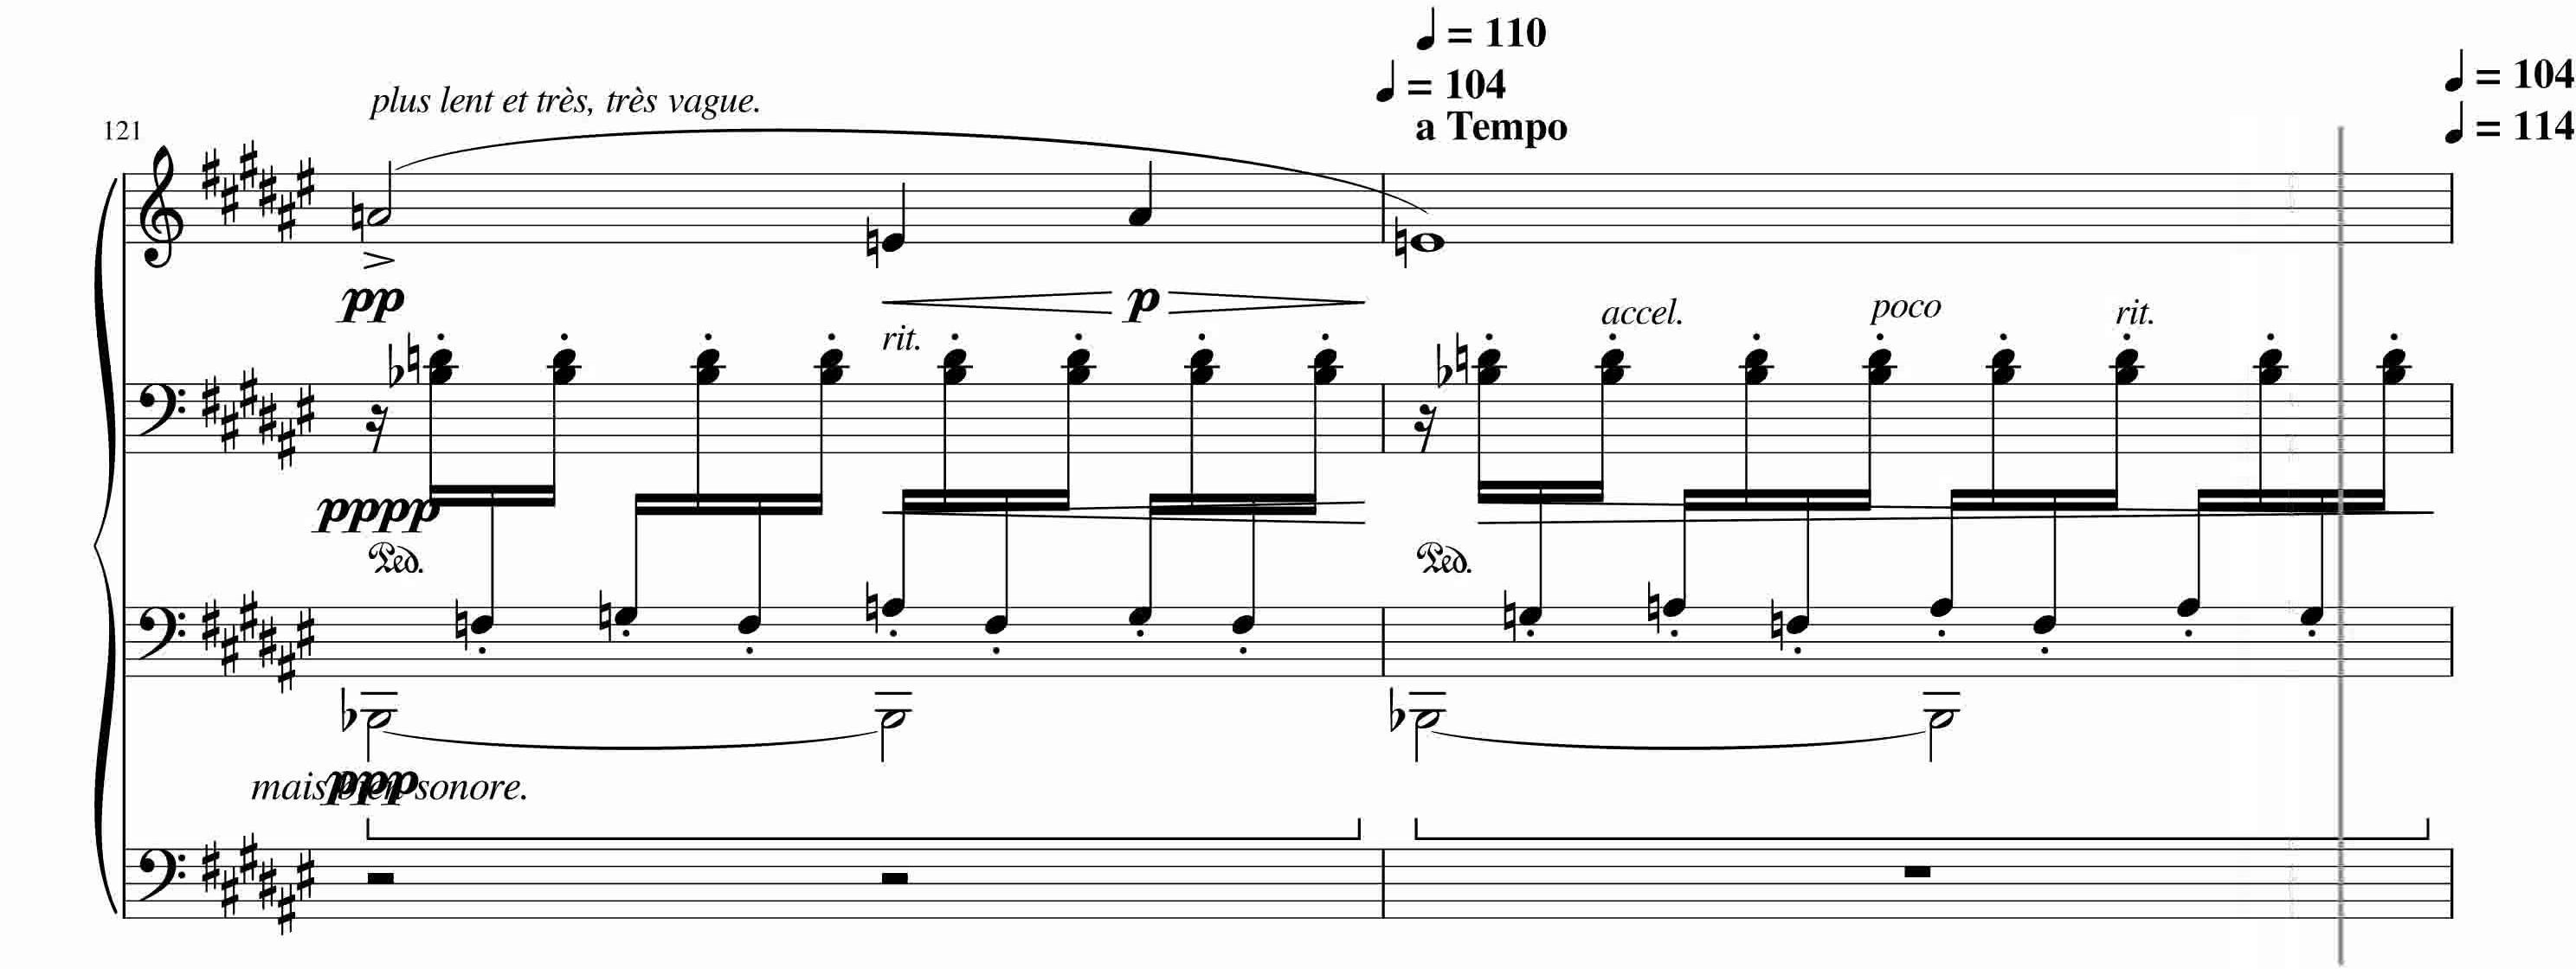 = 110
= 104
= 104
plus lent et très, très vague.
a Tempo
= 114
121
pp
p
rit.
accel.
poco
rit.
pppp
Ped.
Ped.
mais bien sonore.
ppp